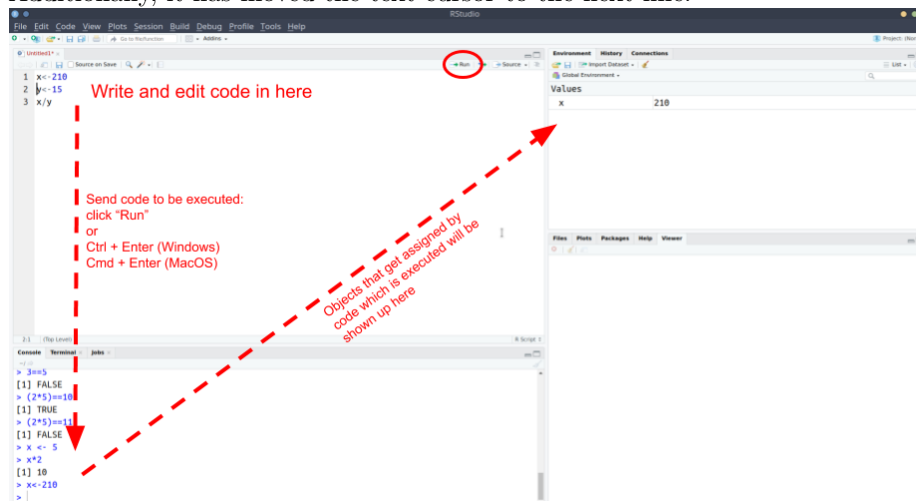 Additionally, it has moved the text cursor to the next line.
RStudio
File Edit Code View Plots Session Build Debug Profile Tools Help
Go to file/function Addins
Project: (Non
Untitled1*
Source on Save Run Source
1 x<-210
2 y<-15
3 x/y
Write and edit code in here
Send code to be executed:
click “Run”
or
Ctrl + Enter (Windows)
Cmd + Enter (MacOS)
2:1 (Top Level) R Script
Console Terminal Jobs
> 3==5
[1] FALSE
> (2*5)==10
[1] TRUE
> (2*5)==11
[1] FALSE
> x <- 5
> x*2
[1] 10
> x<-210
>
Environment History Connections
Import Dataset List
Global Environment
Values
x 210
Objects that get assigned by
code which is executed will be
shown up here
Files Plots Packages Help Viewer